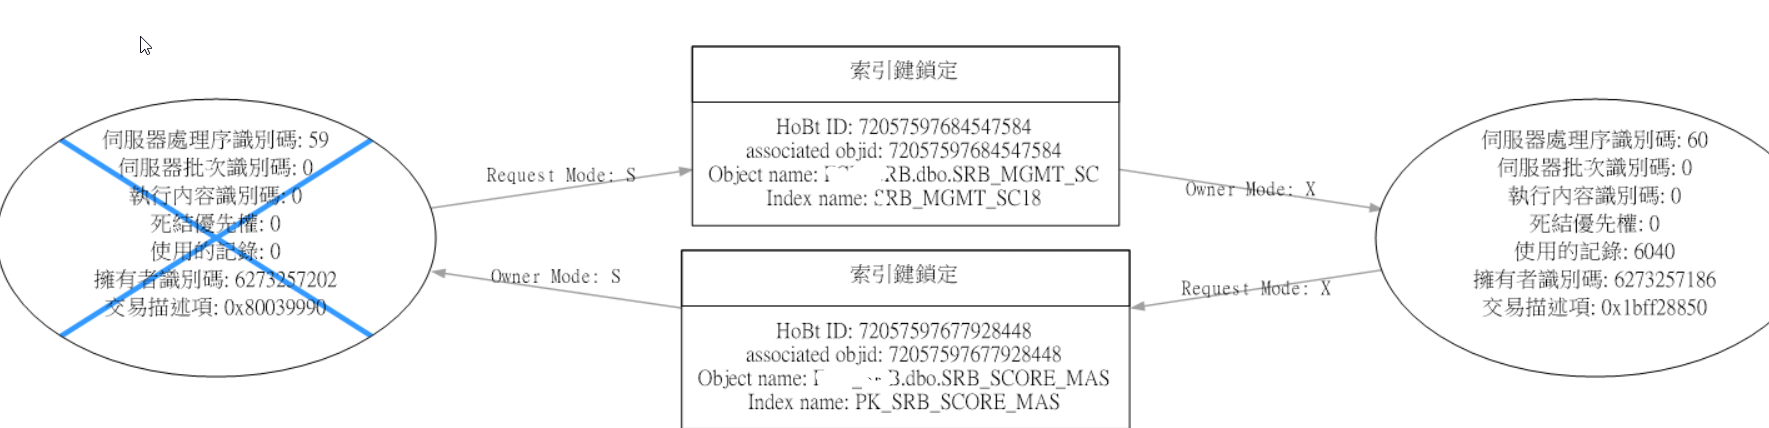 伺服器處理序識別碼: 59
伺服器批次識別碼: 0
執行內容識別碼: 0
死結優先權: 0
使用的記錄: 0
擁有者識別碼: 6273257202
交易描述項: 0x80039990
Request Mode: S
Owner Mode: S
索引鍵鎖定
HoBt ID: 72057597684547584
associated objid: 72057597684547584
Object name: RB.dbo.SRB_MGMT_SC
Index name: SRB_MGMT_SC18
索引鍵鎖定
HoBt ID: 72057597677928448
associated objid: 72057597677928448
Object name: B.dbo.SRB_SCORE_MAS
Index name: PK_SRB_SCORE_MAS
Owner Mode: X
Request Mode: X
伺服器處理序識別碼: 60
伺服器批次識別碼: 0
執行內容識別碼: 0
死結優先權: 0
使用的記錄: 6040
擁有者識別碼: 6273257186
交易描述項: 0x1bff28850